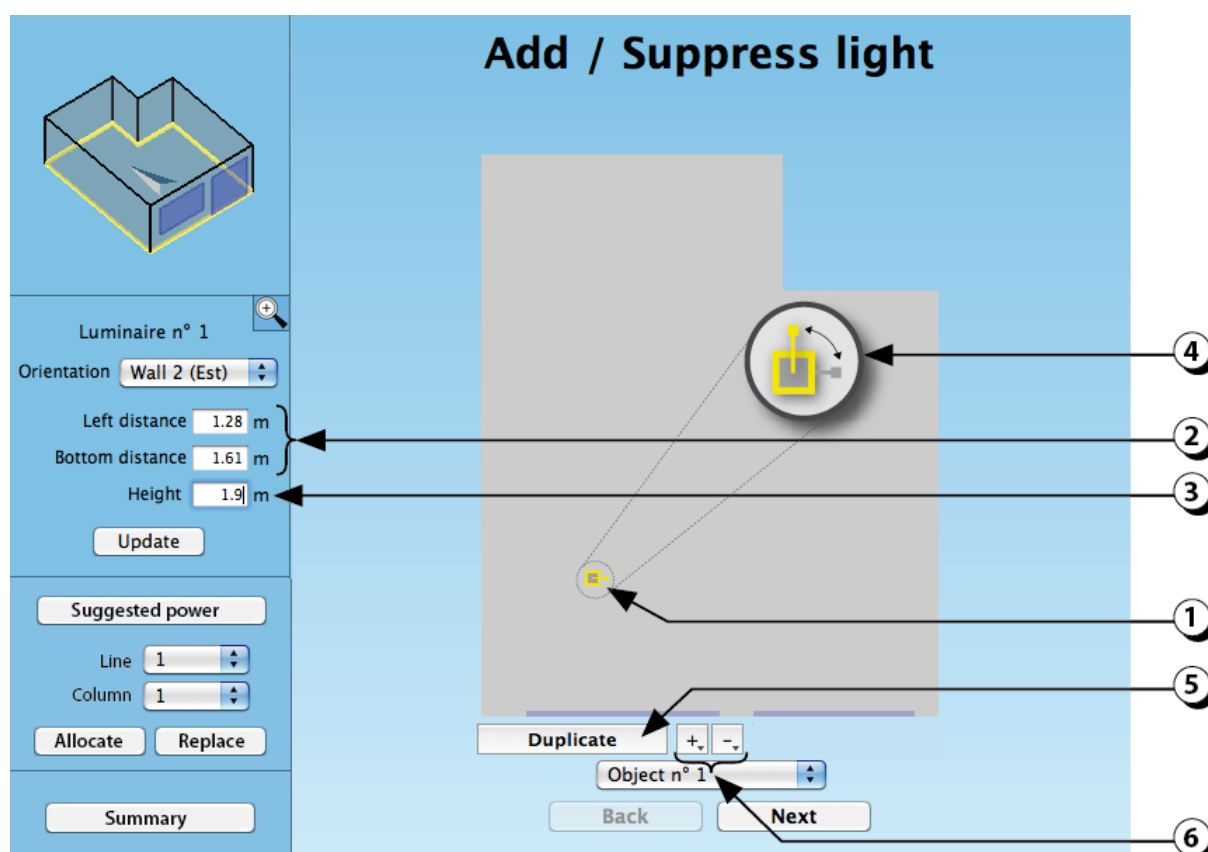 Add / Suppress light
Luminaire n° 1
Orientation Wall 2 (Est)
Left distance 1.28 m
Bottom distance 1.61 m
Height 1.9 m
Update
Suggested power
Line 1
Column 1
Allocate Replace
Summary
Duplicate + -
Object n° 1
Back Next
4
2
3
1
5
6